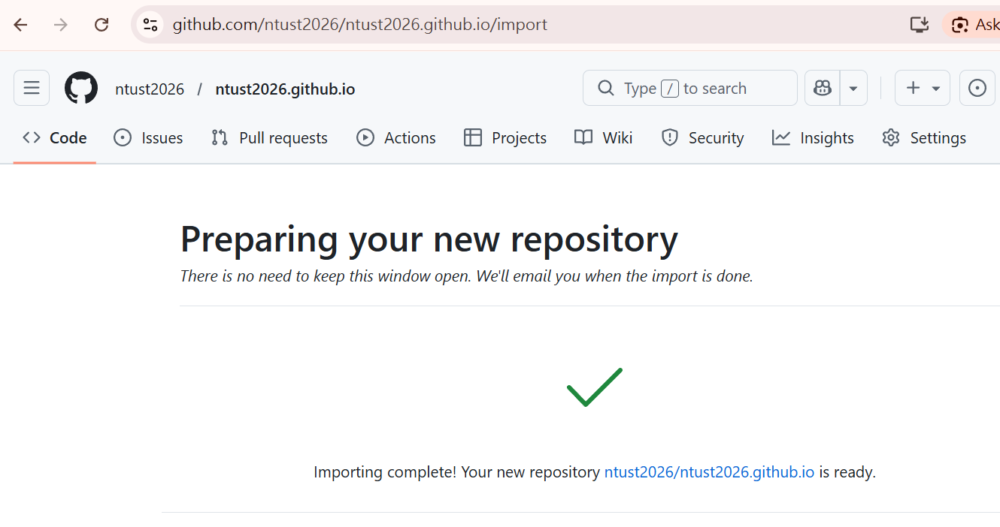 github.com/ntust2026/ntust2026.github.io/import
Ask
ntust2026 / ntust2026.github.io
Type / to search
Code Issues Pull requests Actions Projects Wiki Security Insights Settings
Preparing your new repository
There is no need to keep this window open. We'll email you when the import is done.
Importing complete! Your new repository ntust2026/ntust2026.github.io is ready.